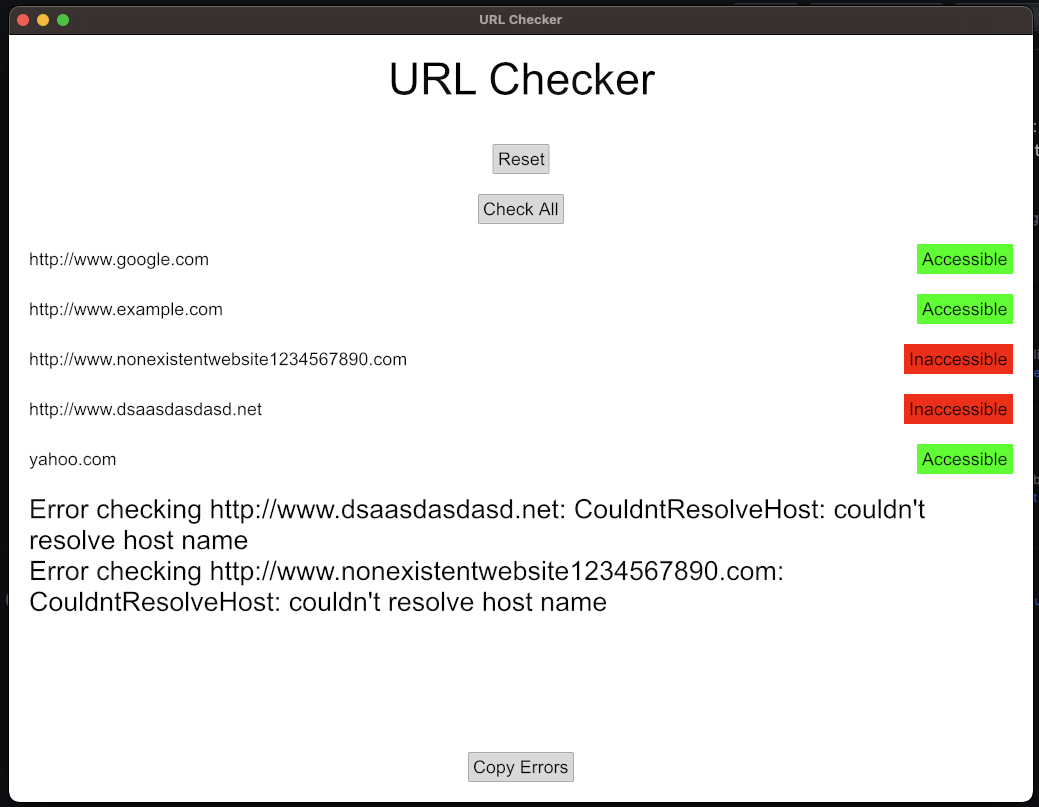 URL Checker
URL Checker
Reset
Check All
http://www.google.com Accessible
http://www.example.com Accessible
http://www.nonexistentwebsite1234567890.com Inaccessible
http://www.dsaasdasdasd.net Inaccessible
yahoo.com Accessible
Error checking http://www.dsaasdasdasd.net: CouldntResolveHost: couldn't
resolve host name
Error checking http://www.nonexistentwebsite1234567890.com:
CouldntResolveHost: couldn't resolve host name
Copy Errors